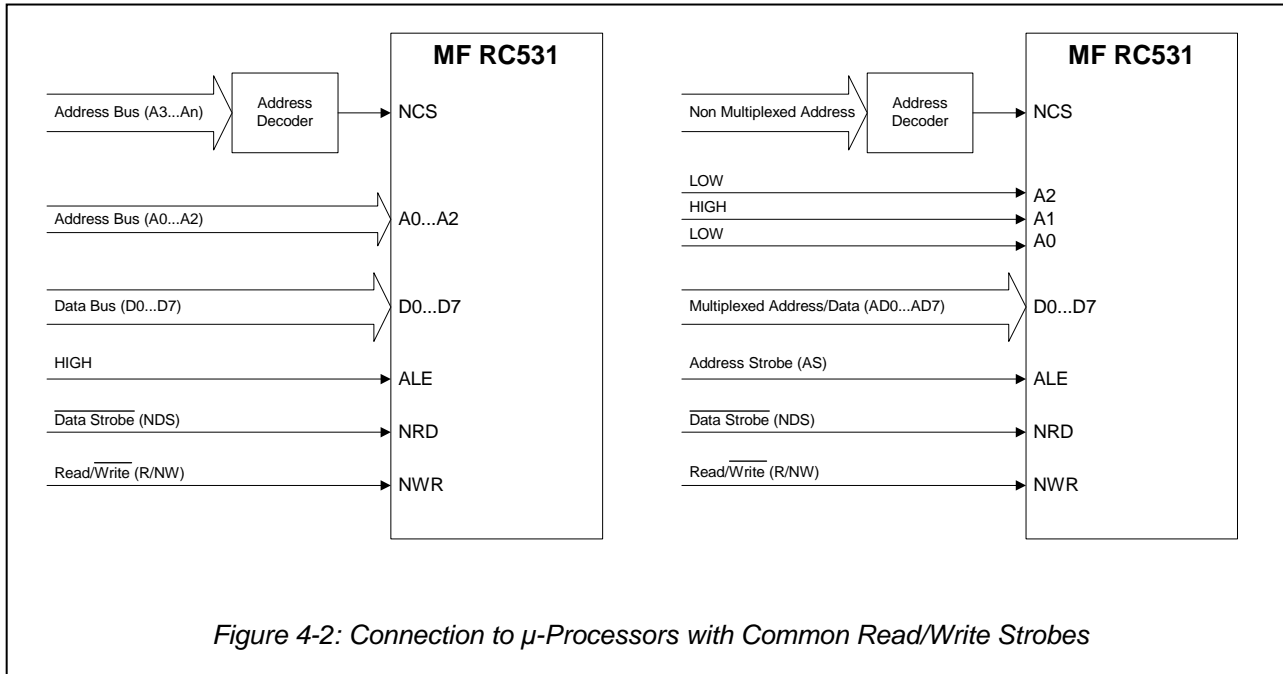 MF RC531
Address Bus (A3...An)
Address
Decoder
NCS
Address Bus (A0...A2)
A0...A2
Data Bus (D0...D7)
D0...D7
HIGH
ALE
Data Strobe (NDS)
NRD
Read/Write (R/NW)
NWR
MF RC531
Non Multiplexed Address
Address
Decoder
NCS
LOW
A2
HIGH
A1
LOW
A0
Multiplexed Address/Data (AD0...AD7)
D0...D7
Address Strobe (AS)
ALE
Data Strobe (NDS)
NRD
Read/Write (R/NW)
NWR
Figure 4-2: Connection to µ-Processors with Common Read/Write Strobes